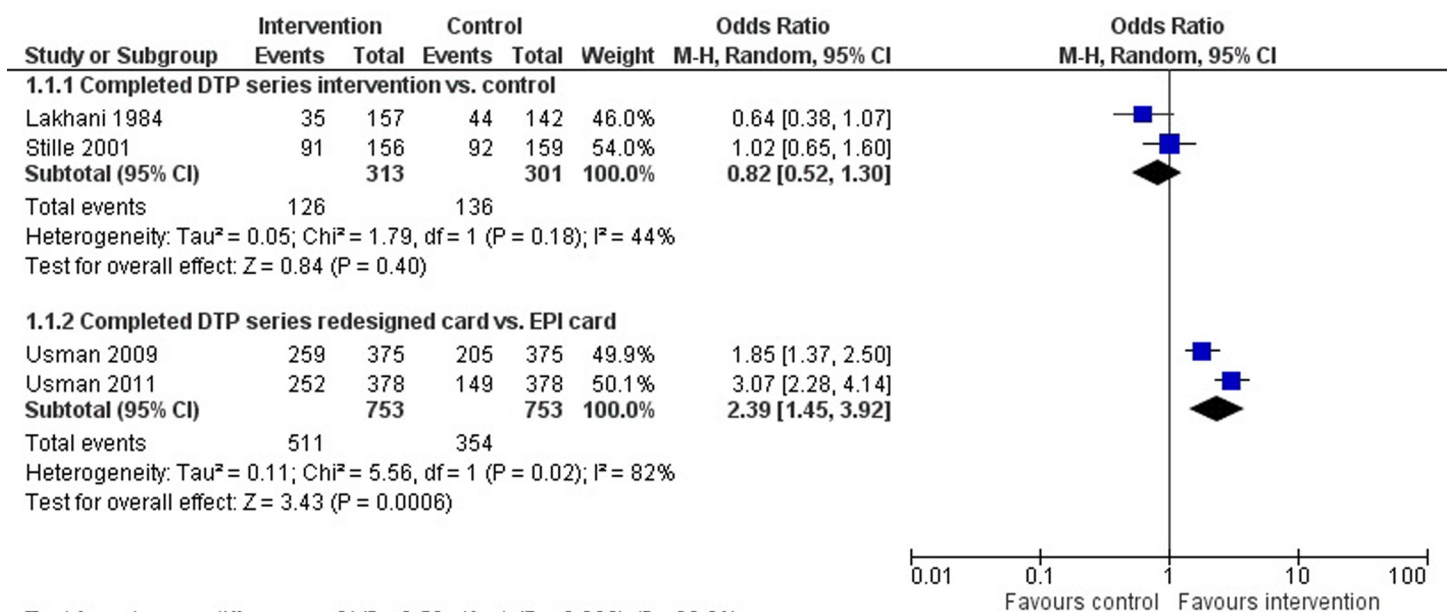 Intervention Control Odds Ratio Odds Ratio
Study or Subgroup Events Total Events Total Weight M-H, Random, 95% CI M-H, Random, 95% CI
1.1.1 Completed DTP series intervention vs. control
Lakhani 1984 35 157 44 142 46.0% 0.64 [0.38, 1.07]
Stille 2001 91 156 92 159 54.0% 1.02 [0.65, 1.60]
Subtotal (95% CI) 313 301 100.0% 0.82 [0.52, 1.30]
Total events 126 136
Heterogeneity: Tau² = 0.05; Chi² = 1.79, df = 1 (P = 0.18); I² = 44%
Test for overall effect: Z = 0.84 (P = 0.40)
1.1.2 Completed DTP series redesigned card vs. EPI card
Usman 2009 259 375 205 375 49.9% 1.85 [1.37, 2.50]
Usman 2011 252 378 149 378 50.1% 3.07 [2.28, 4.14]
Subtotal (95% CI) 753 753 100.0% 2.39 [1.45, 3.92]
Total events 511 354
Heterogeneity: Tau² = 0.11; Chi² = 5.56, df = 1 (P = 0.02); I² = 82%
Test for overall effect: Z = 3.43 (P = 0.0006)
0.01 0.1 1 10 100
Favours control Favours intervention